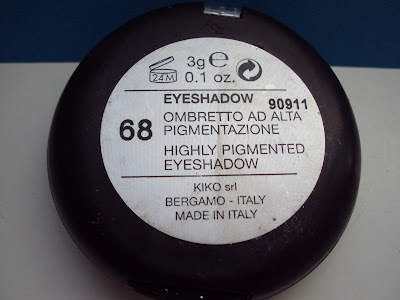 24M 3g e
0.1 oz.
EYESHADOW 90911
68 OMBRETTO AD ALTA
PIGMENTAZIONE
HIGHLY PIGMENTED
EYESHADOW
KIKO srl
BERGAMO - ITALY
MADE IN ITALY